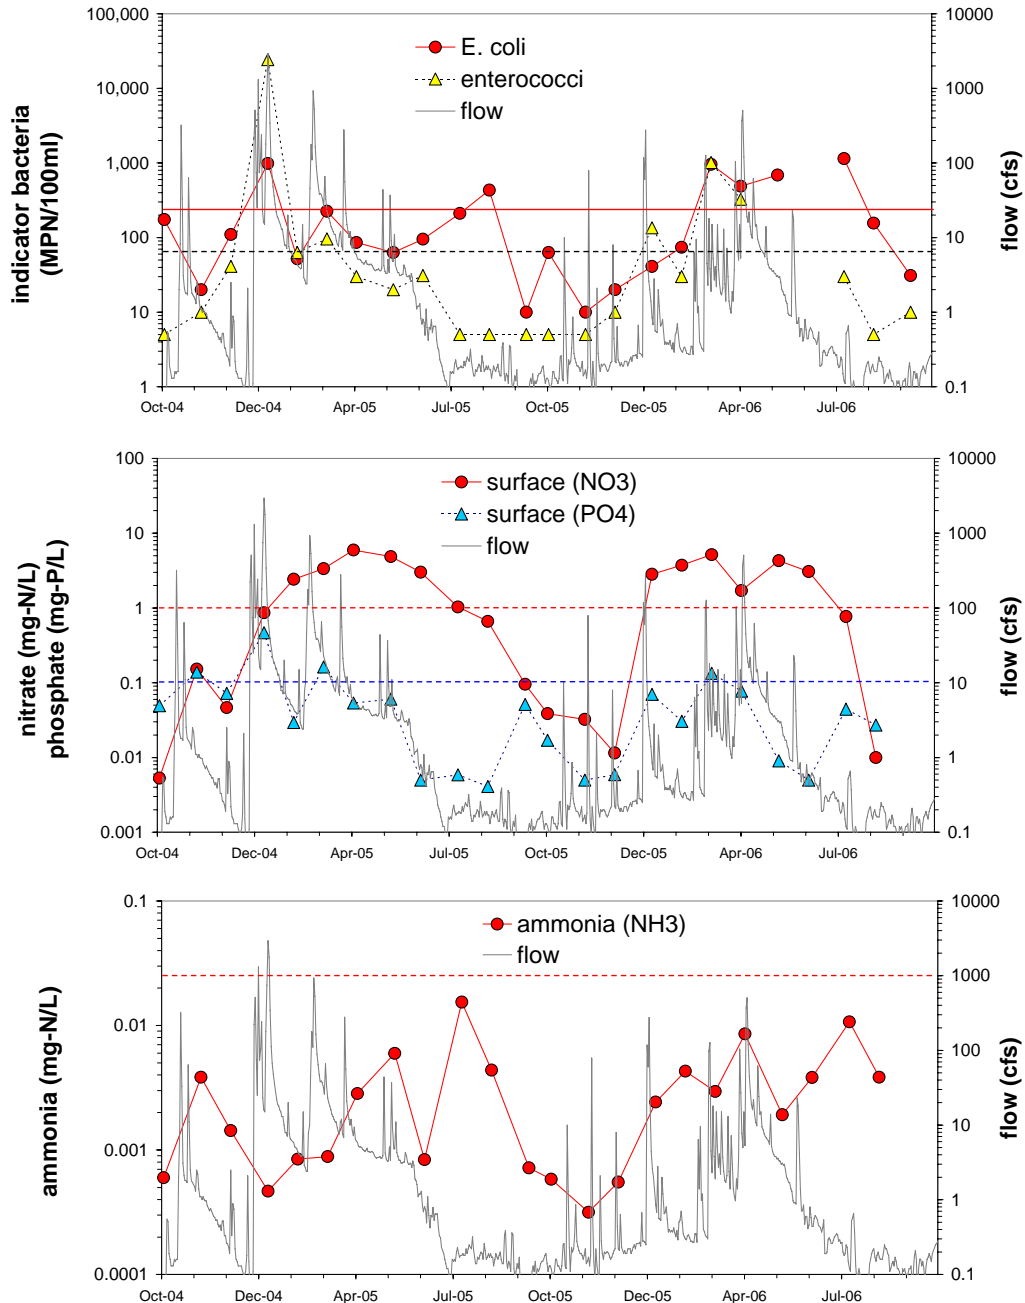 100,000
10,000
1,000
100
10
1
indicator bacteria
(MPN/100ml)
E. coli
enterococci
flow
10000
1000
100
10
1
0.1
flow (cfs)
Oct-04 Dec-04 Apr-05 Jul-05 Oct-05 Dec-05 Apr-06 Jul-06
100
10
1
0.1
0.01
0.001
nitrate (mg-N/L)
phosphate (mg-P/L)
surface (NO3)
surface (PO4)
flow
10000
1000
100
10
1
0.1
flow (cfs)
Oct-04 Dec-04 Apr-05 Jul-05 Oct-05 Dec-05 Apr-06 Jul-06
0.1
0.01
0.001
0.0001
ammonia (mg-N/L)
ammonia (NH3)
flow
10000
1000
100
10
1
0.1
flow (cfs)
Oct-04 Dec-04 Apr-05 Jul-05 Oct-05 Dec-05 Apr-06 Jul-06